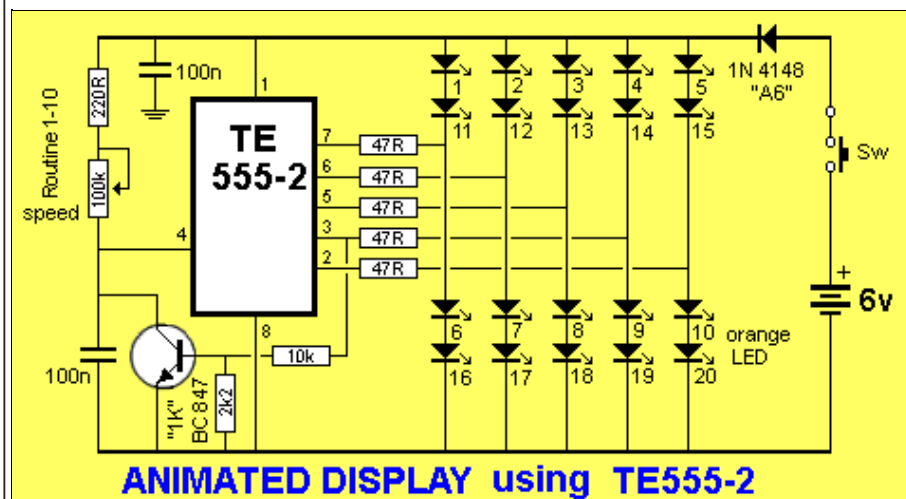 220R
Routine 1-10
100k
speed
100n
1
TE
555-2
7
6
5
3
2
4
8
47R
47R
47R
47R
47R
1
2
3
4
5
11
12
13
14
15
1N 4148
"A6"
Sw
+
6v
6
7
8
9
10
orange
LED
16
17
18
19
20
100n
"1K"
BC 847
2k2
10k
ANIMATED DISPLAY using TE555-2